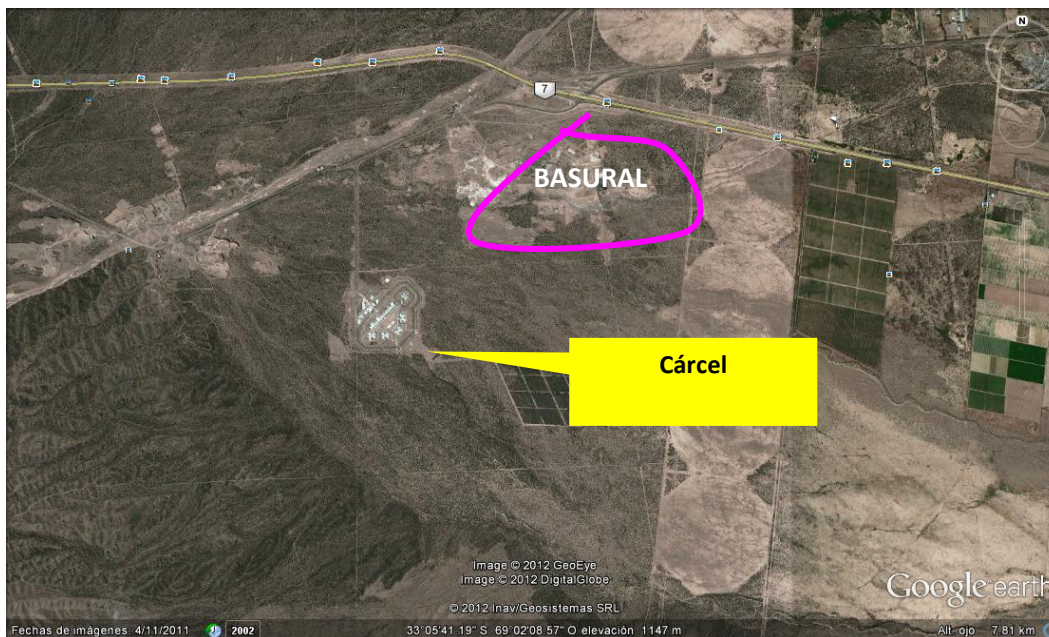 N
7
BASURAL
Cárcel
Image © 2012 GeoEye
Image © 2012 DigitalGlobe
© 2012 Inav/Geosistemas SRL
Google earth
Fechas de imágenes: 4/11/2011 2002 33°05'41.19" S 69°02'08.57" O elevación 1147 m Alt. ojo 7.81 km